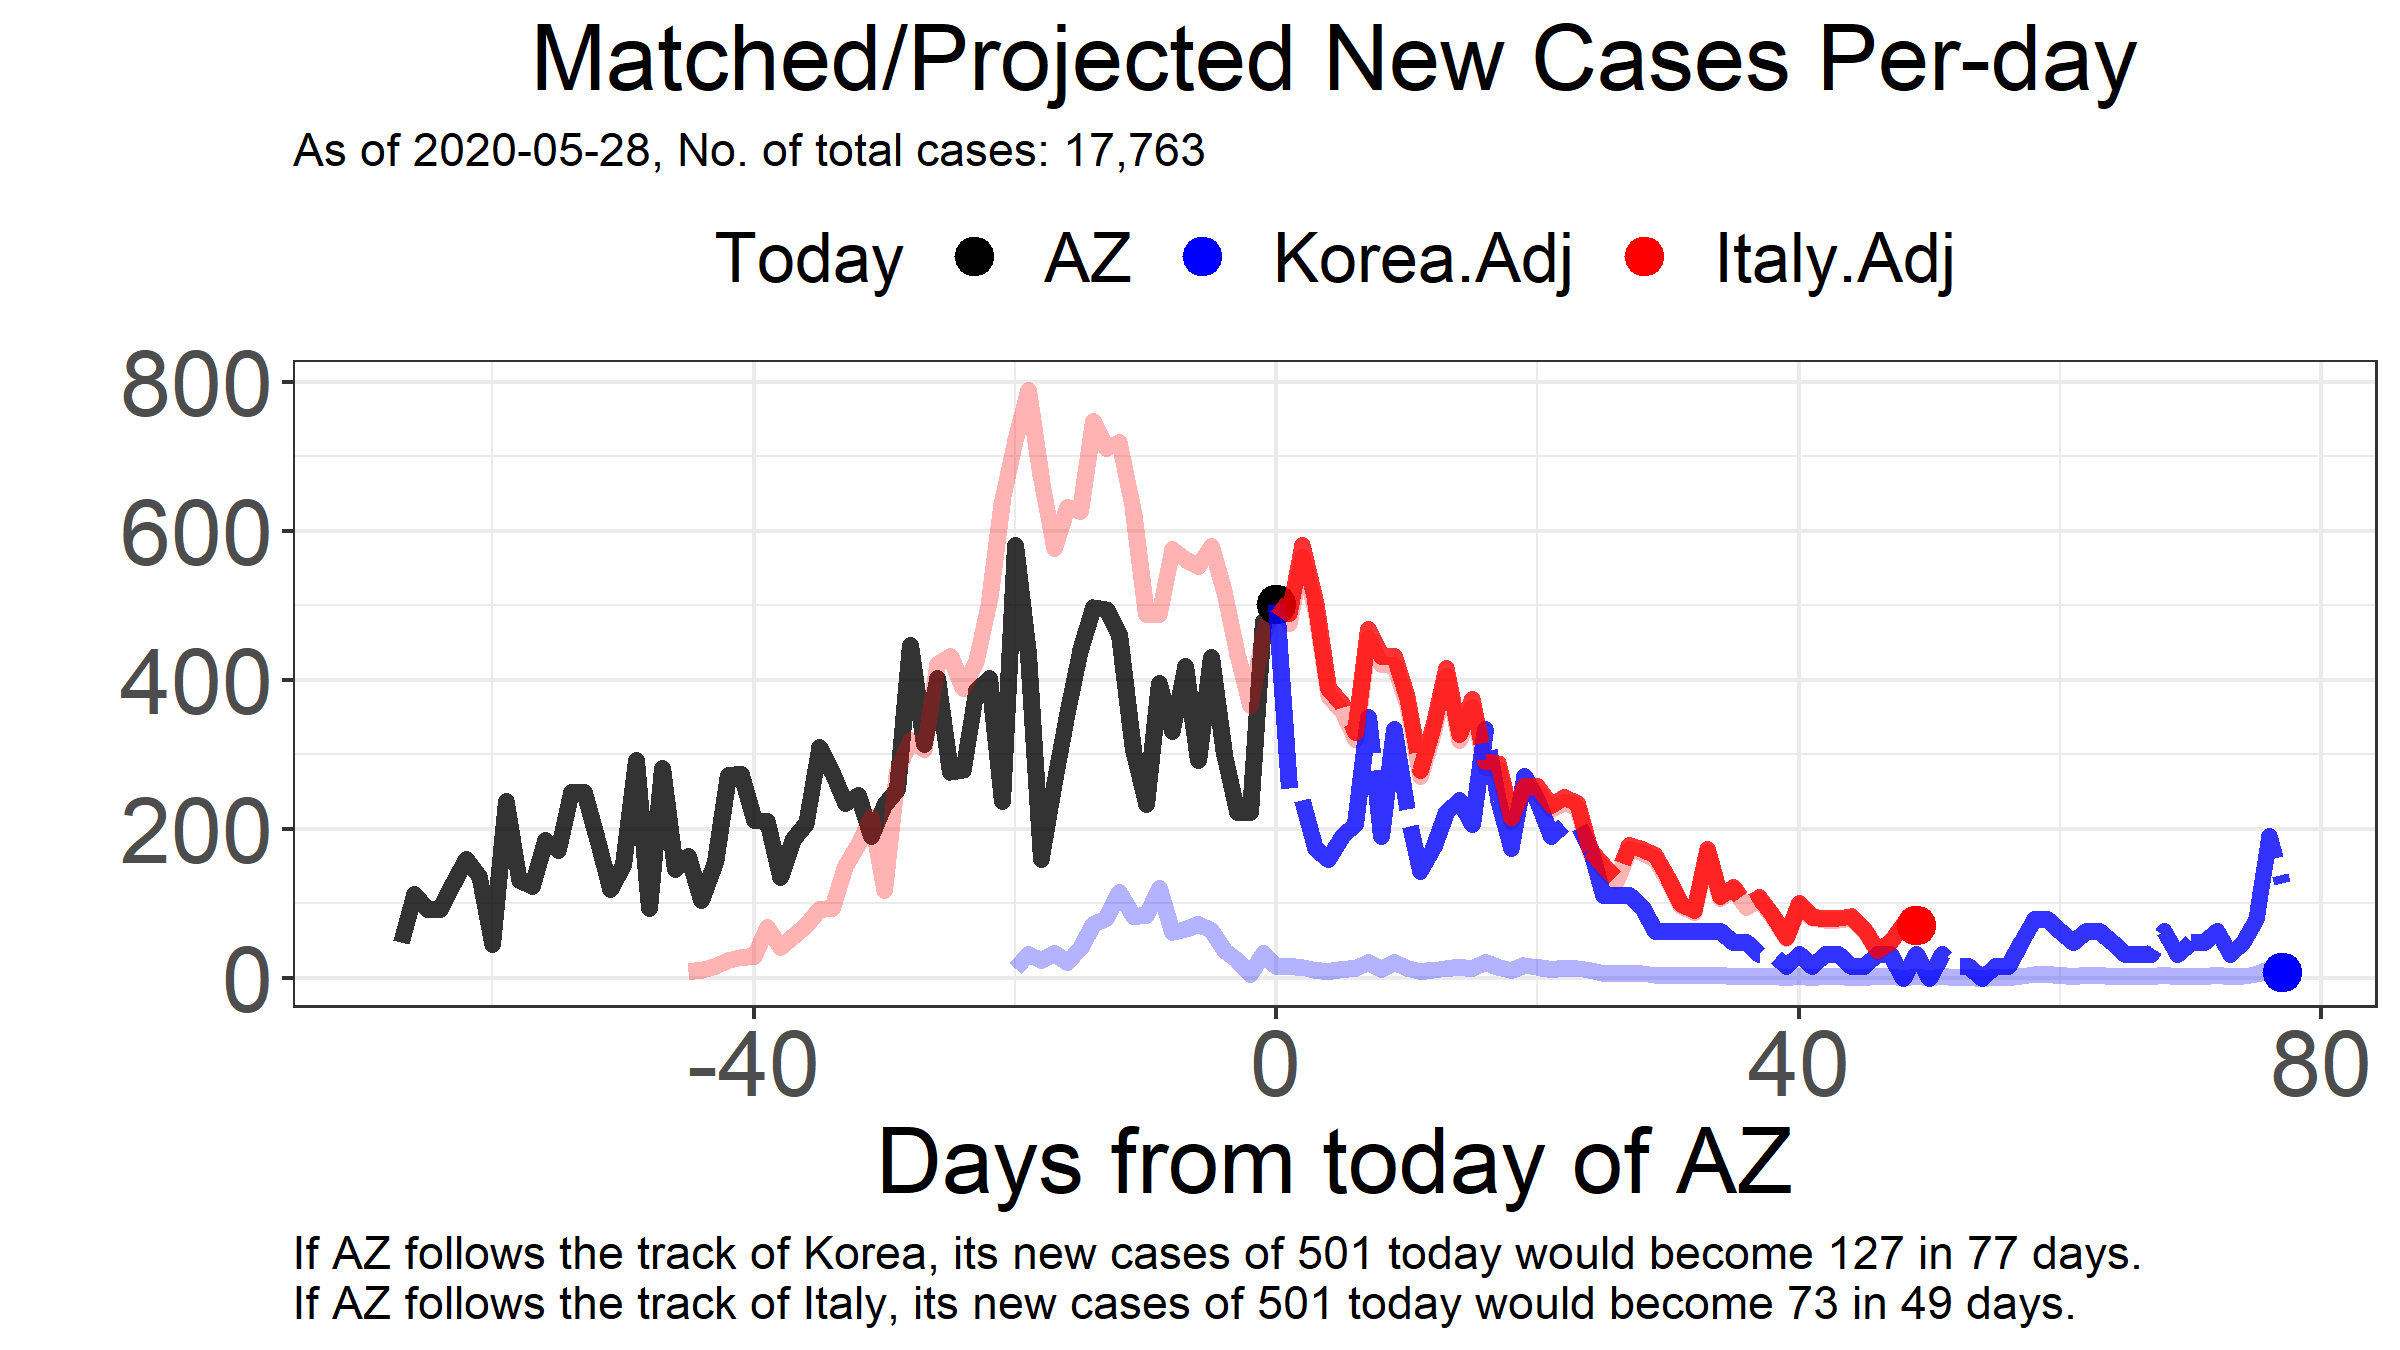 Matched/Projected New Cases Per-day
As of 2020-05-28, No. of total cases: 17,763
Today AZ Korea.Adj Italy.Adj
800
600
400
200
0
-40 0 40 80
Days from today of AZ
If AZ follows the track of Korea, its new cases of 501 today would become 127 in 77 days.
If AZ follows the track of Italy, its new cases of 501 today would become 73 in 49 days.